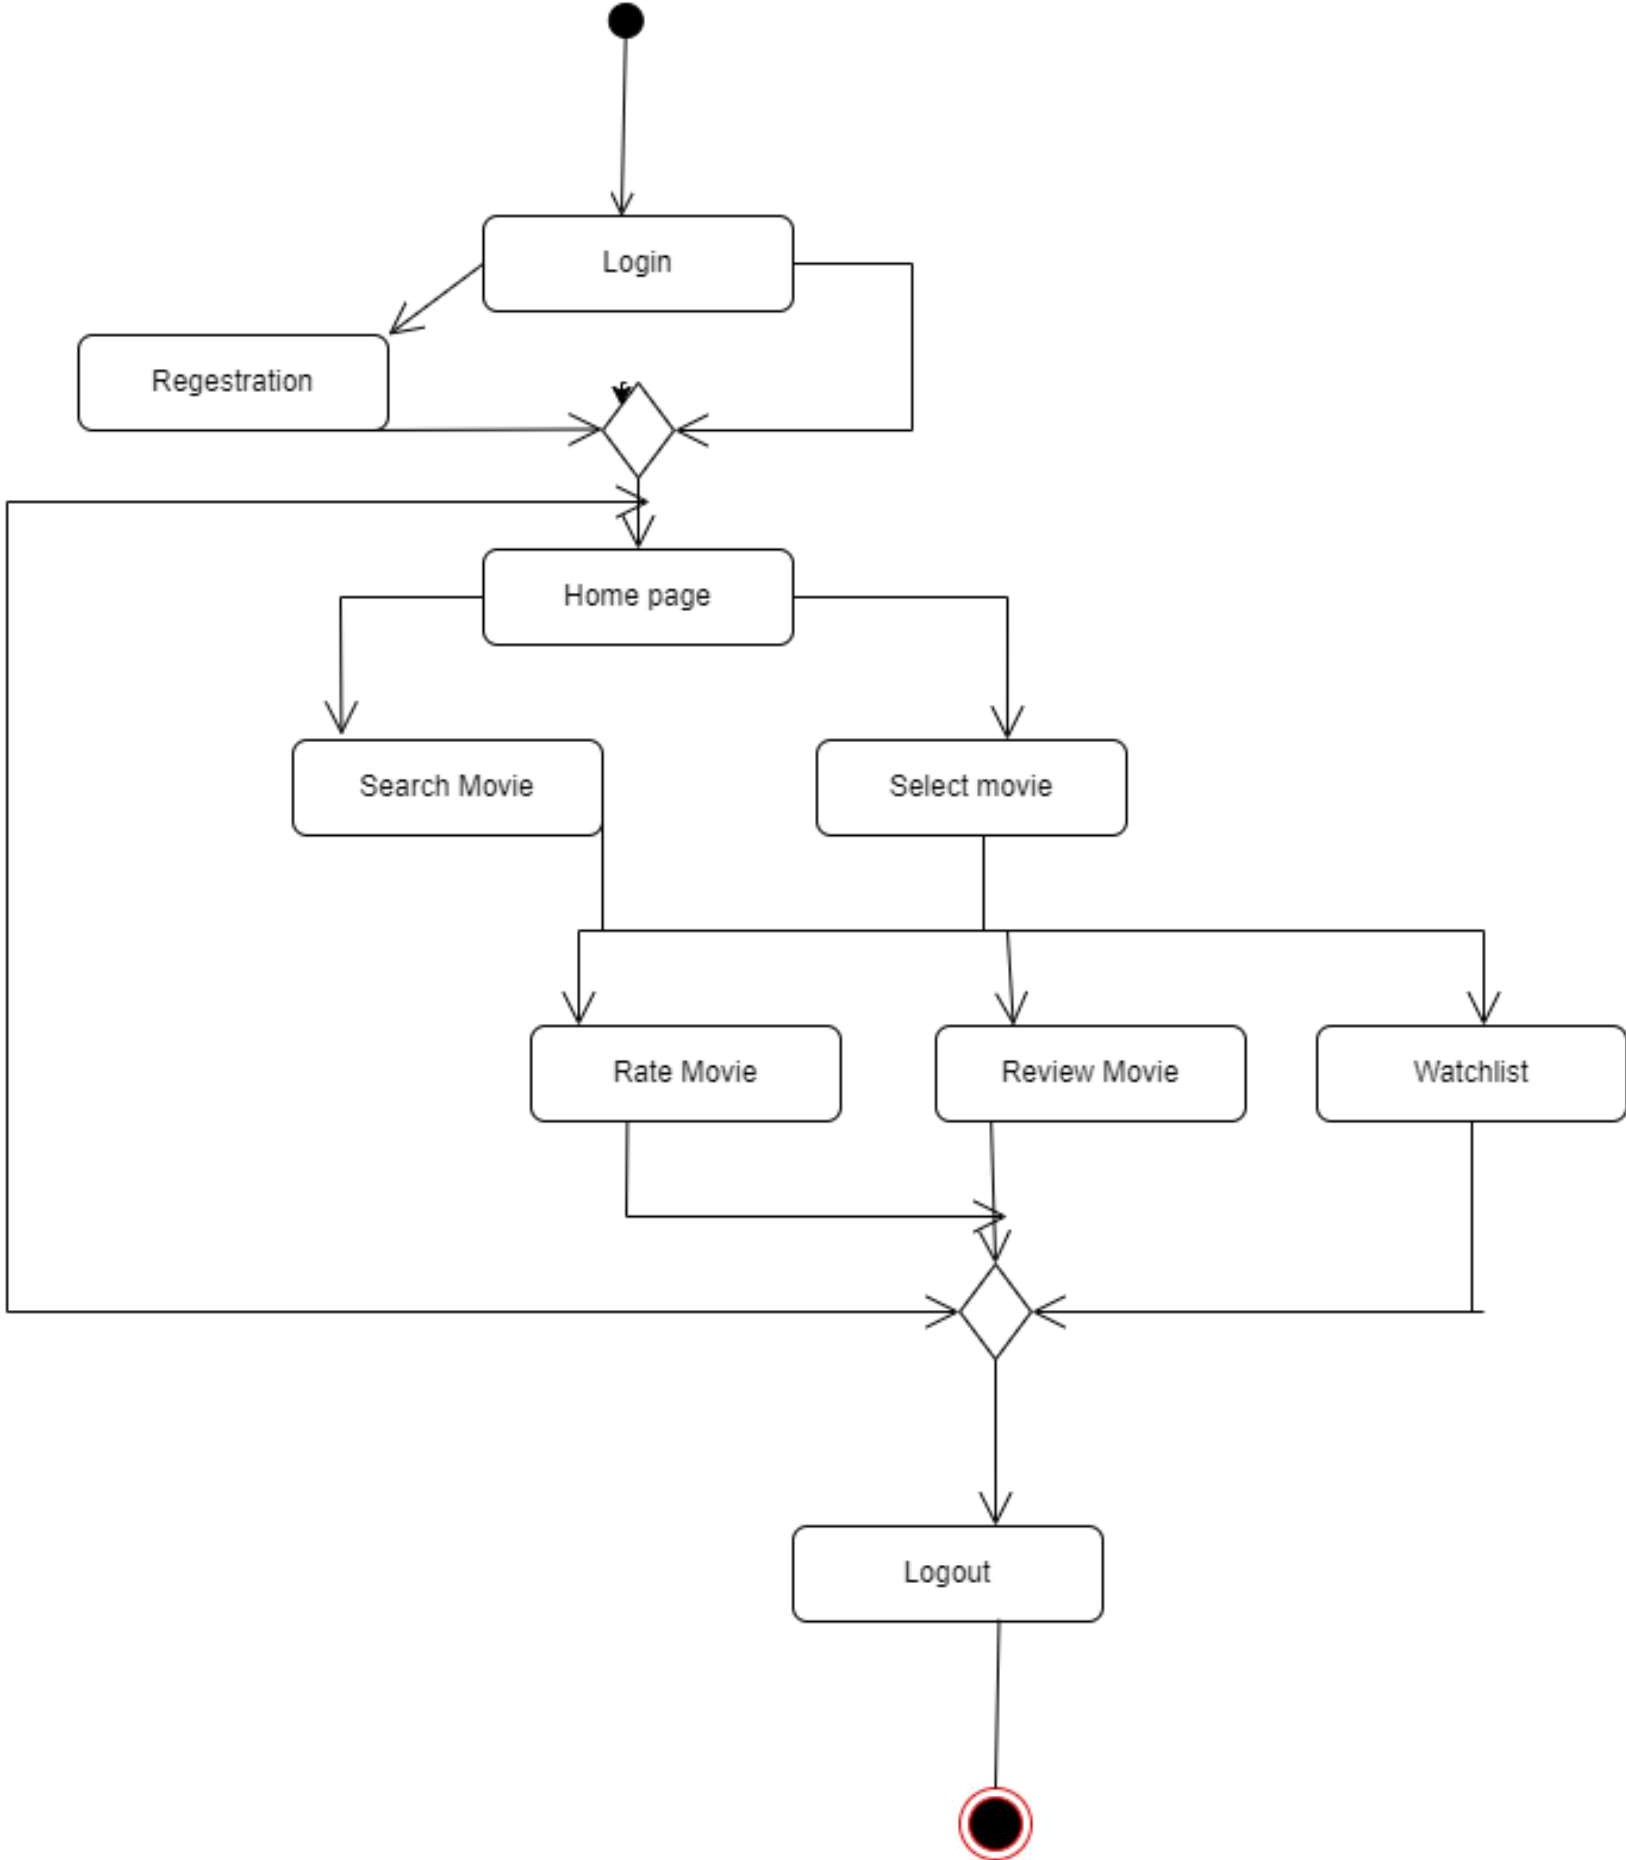 Login
Regestration
Home page
Search Movie
Select movie
Rate Movie
Review Movie
Watchlist
Logout